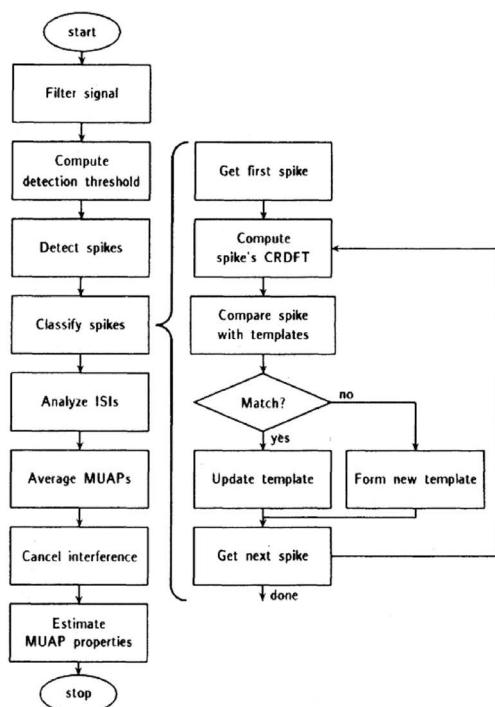 start
Filter signal
Compute
detection threshold
Detect spikes
Classify spikes
Analyze ISIs
Average MUAPs
Cancel interference
Estimate
MUAP properties
stop
Get first spike
Compute
spike's CRDFT
Compare spike
with templates
Match?
no
yes
Update template
Form new template
Get next spike
done